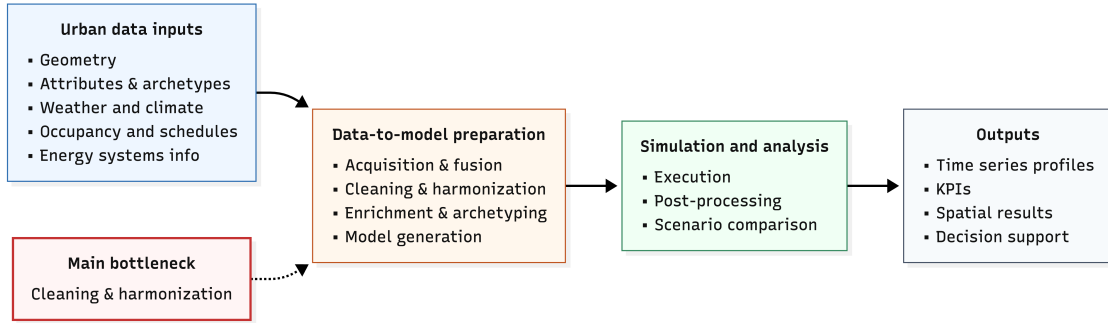 Urban data inputs
▪ Geometry
▪ Attributes & archetypes
▪ Weather and climate
▪ Occupancy and schedules
▪ Energy systems info
Main bottleneck
Cleaning & harmonization
Data-to-model preparation
▪ Acquisition & fusion
▪ Cleaning & harmonization
▪ Enrichment & archetyping
▪ Model generation
Simulation and analysis
▪ Execution
▪ Post-processing
▪ Scenario comparison
Outputs
▪ Time series profiles
▪ KPIs
▪ Spatial results
▪ Decision support